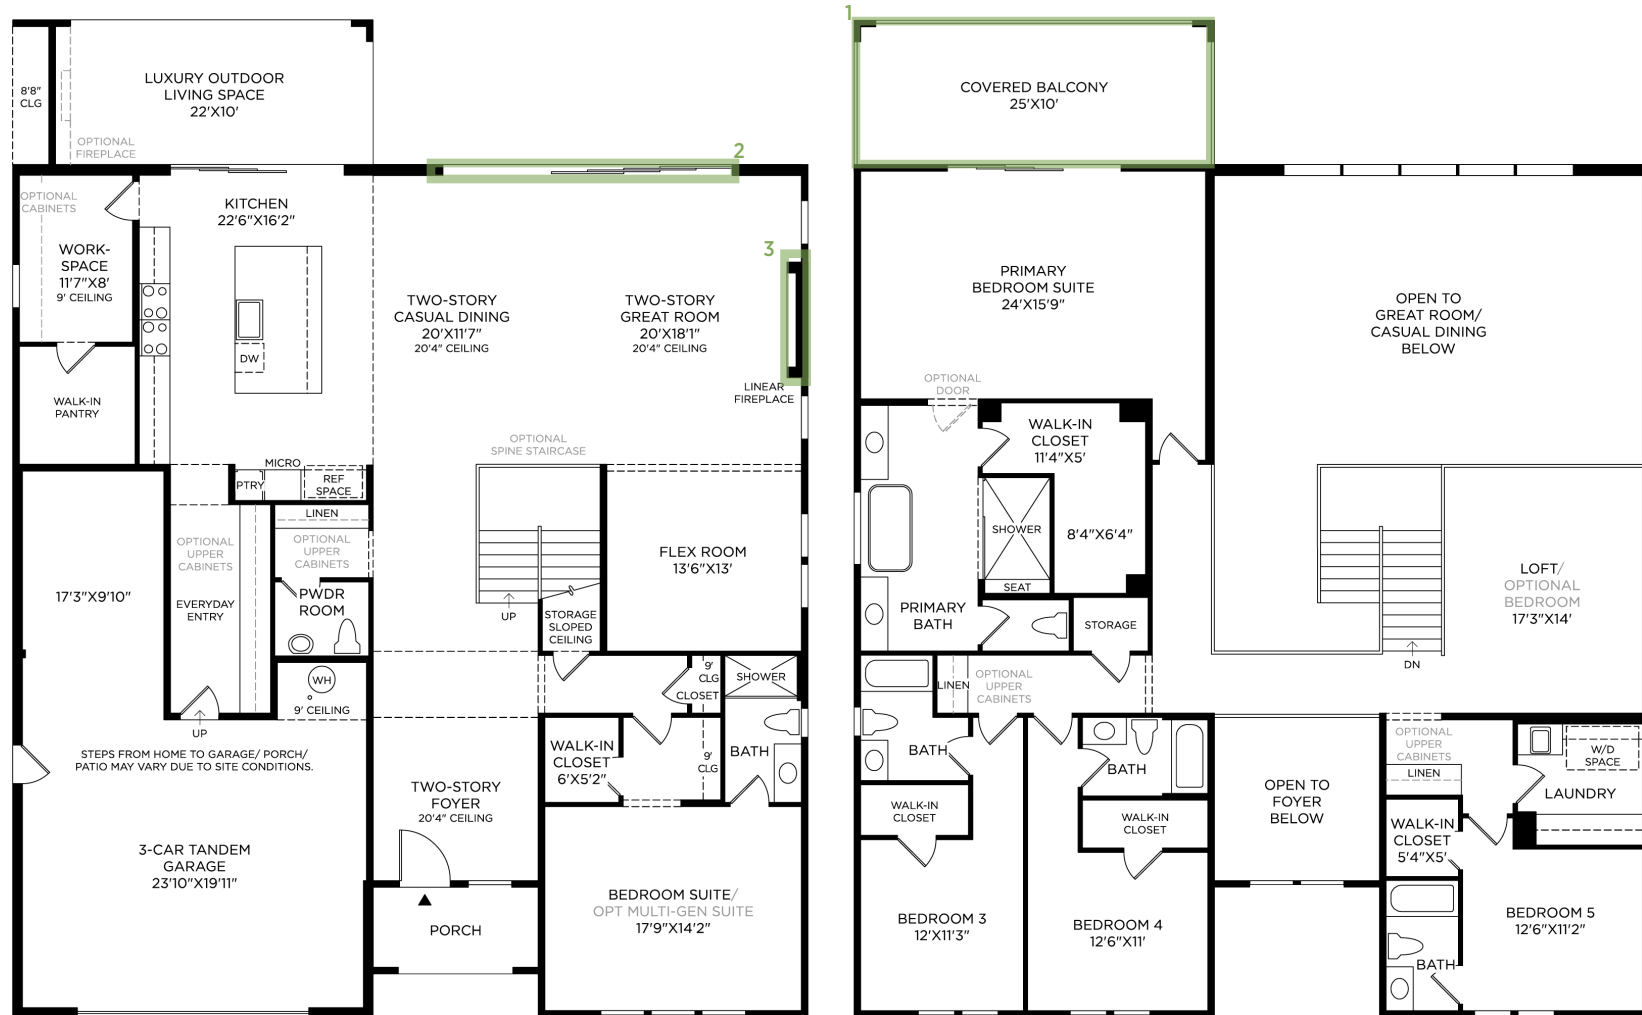 8'8"
CLG
LUXURY OUTDOOR
LIVING SPACE
22'X10'
OPTIONAL
FIREPLACE
2
OPTIONAL
CABINETS
WORK-
SPACE
11'7"X8'
9' CEILING
KITCHEN
22'6"X16'2"
DW
WALK-IN
PANTRY
TWO-STORY
CASUAL DINING
20'X11'7"
20'4" CEILING
TWO-STORY
GREAT ROOM
20'X18'1"
20'4" CEILING
3
LINEAR
FIREPLACE
OPTIONAL
SPINE STAIRCASE
MICRO
PTRY
REF
SPACE
LINEN
OPTIONAL
UPPER
CABINETS
OPTIONAL
UPPER
CABINETS
17'3"X9'10"
EVERYDAY
ENTRY
PWDR
ROOM
UP
STORAGE
SLOPED
CEILING
FLEX ROOM
13'6"X13'
WH
9' CEILING
UP
9'
CLG
CLOSET
SHOWER
STEPS FROM HOME TO GARAGE/ PORCH/
PATIO MAY VARY DUE TO SITE CONDITIONS.
WALK-IN
CLOSET
6'X5'2"
9'
CLG
BATH
TWO-STORY
FOYER
20'4" CEILING
3-CAR TANDEM
GARAGE
23'10"X19'11"
PORCH
BEDROOM SUITE/
OPT MULTI-GEN SUITE
17'9"X14'2"
1
COVERED BALCONY
25'X10'
PRIMARY
BEDROOM SUITE
24'X15'9"
OPEN TO
GREAT ROOM/
CASUAL DINING
BELOW
OPTIONAL
DOOR
WALK-IN
CLOSET
11'4"X5'
SHOWER
8'4"X6'4"
SEAT
PRIMARY
BATH
STORAGE
LOFT/
OPTIONAL
BEDROOM
17'3"X14'
DN
LINEN
OPTIONAL
UPPER
CABINETS
BATH
BATH
WALK-IN
CLOSET
WALK-IN
CLOSET
OPEN TO
FOYER
BELOW
OPTIONAL
UPPER
CABINETS
LINEN
W/D
SPACE
LAUNDRY
WALK-IN
CLOSET
5'4"X5'
BEDROOM 3
12'X11'3"
BEDROOM 4
12'6"X11'
BEDROOM 5
12'6"X11'2"
BATH